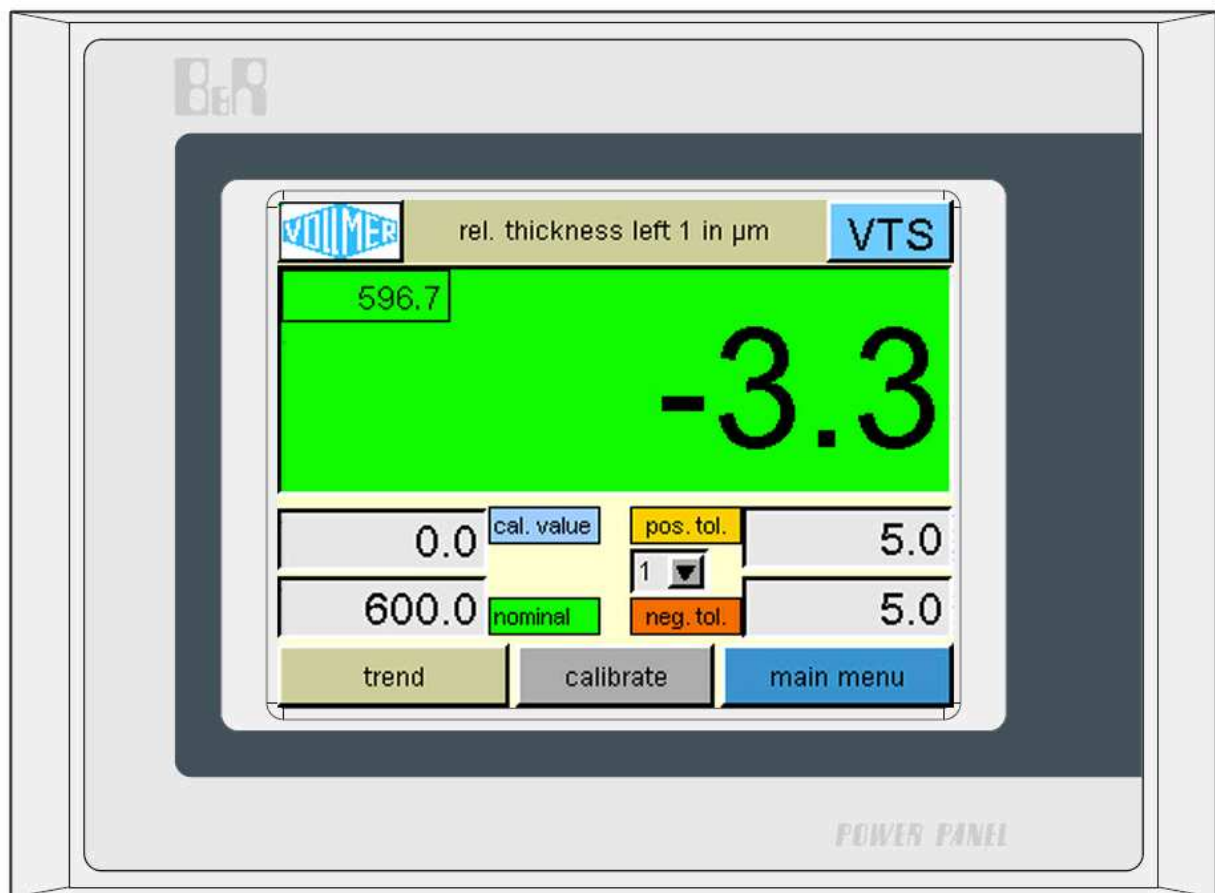 B&R
VOLLMER
rel. thickness left 1 in µm
VTS
596.7
-3.3
0.0
cal. value
pos. tol.
5.0
1
600.0
nominal
neg. tol.
5.0
trend
calibrate
main menu
POWER PANEL